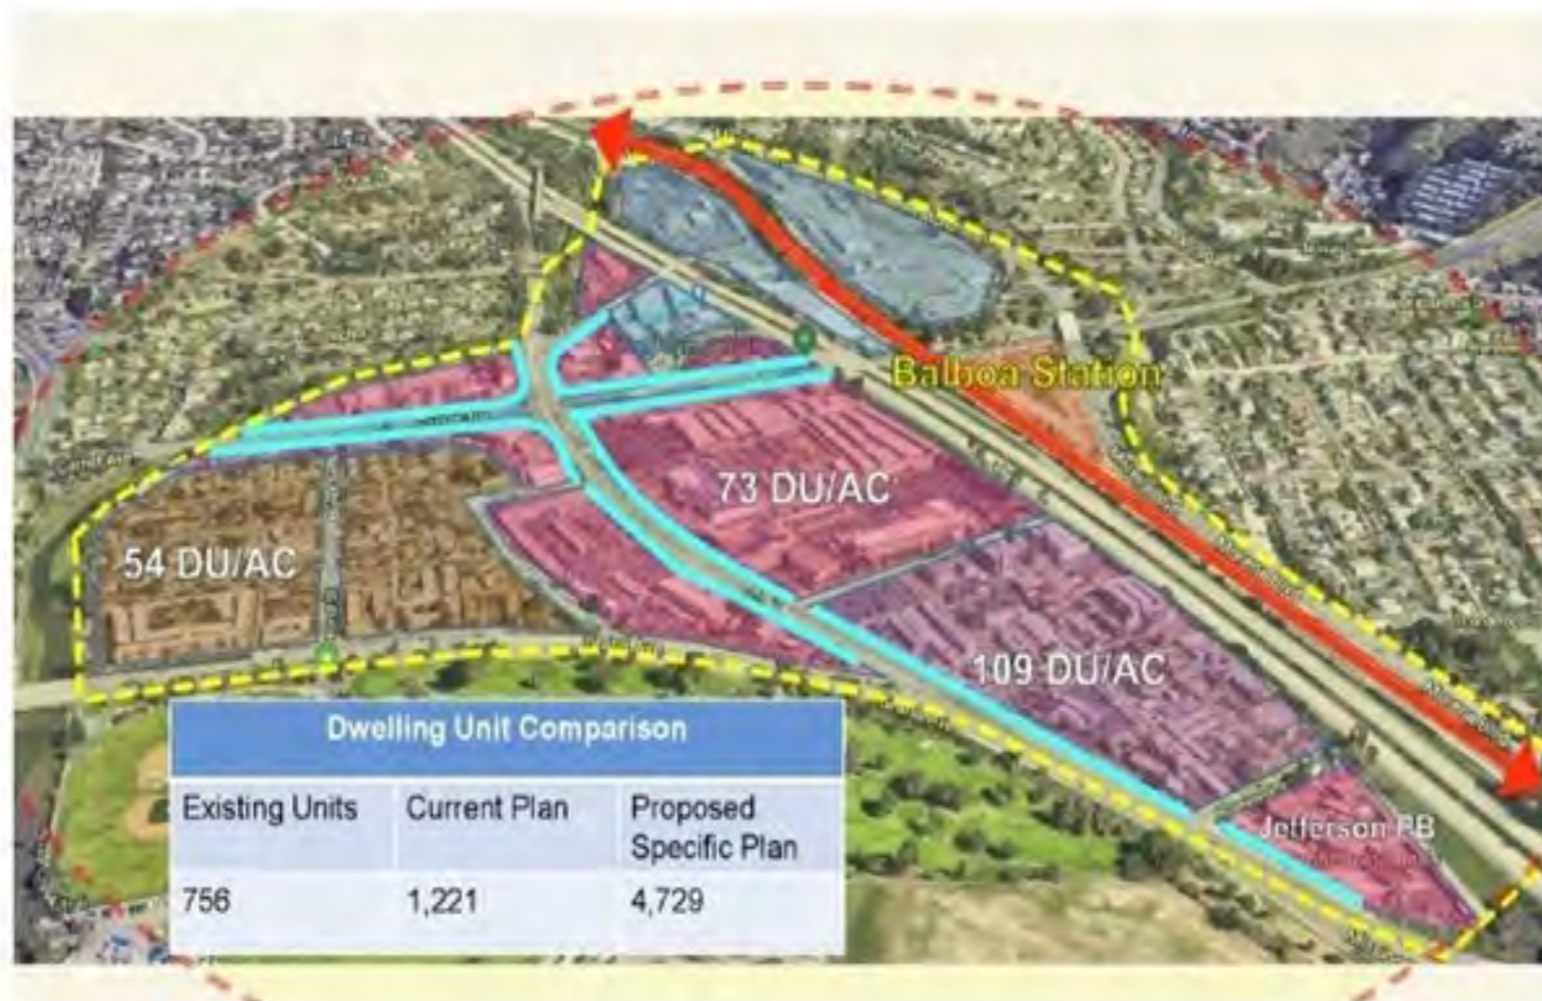 Balboa Station
73 DU/AC
54 DU/AC
109 DU/AC
Jefferson PB
Dwelling Unit Comparison
Existing Units
Current Plan
Proposed
Specific Plan
756
1,221
4,729